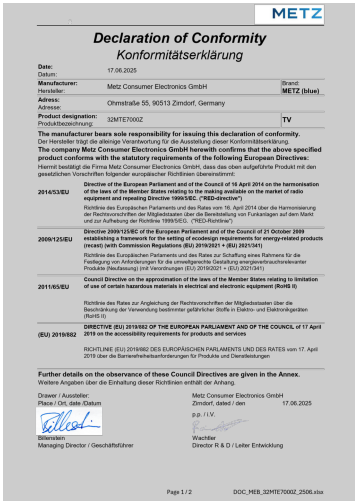 METZ
Declaration of Conformity
Konformitätserklärung
Date:
Datum:
17.06.2025
Manufacturer:
Hersteller:
Metz Consumer Electronics GmbH
Brand:
METZ (blue)
Adress:
Adresse:
Ohmstraße 55, 90513 Zirndorf, Germany
Product designation:
Produktbezeichnung:
32MTE7000Z
TV
The manufacturer bears sole responsibility for issuing this declaration of conformity.
Der Hersteller trägt die alleinige Verantwortung für die Ausstellung dieser Konformitätserklärung.
The company Metz Consumer Electronics GmbH herewith confirms that the above specified
product conforms with the statutory requirements of the following European Directives:
Hiermit bestätigt die Firma Metz Consumer Electronics GmbH, dass das oben aufgeführte Produkt mit den
gesetzlichen Vorschriften folgender europäischer Richtlinien übereinstimmt:
2014/53/EU
Directive of the European Parliament and of the Council of 16 April 2014 on the harmonisation
of the laws of the Member States relating to the making available on the market of radio
equipment and repealing Directive 1999/5/EC. ("RED-directive")
Richtlinie des Europäischen Parlaments und des Rates vom 16. April 2014 über die Harmonisierung
der Rechtsvorschriften der Mitgliedstaaten über die Bereitstellung von Funkanlagen auf dem Markt
und zur Aufhebung der Richtlinie 1999/5/EG. ("RED-Richtlinie")
2009/125/EU
Directive 2009/125/EC of the European Parliament and of the Council of 21 October 2009
establishing a framework for the setting of ecodesign requirements for energy-related products
(recast) (with Commission Regulations (EU) 2019/2021 + (EU) 2021/341)
Richtlinie des Europäischen Parlaments und des Rates zur Schaffung eines Rahmens für die
Festlegung von Anforderungen für die umweltgerechte Gestaltung energieverbrauchsrelevanter
Produkte (Neufassung) (mit Verordnungen (EU) 2019/2021 + (EU) 2021/341)
2011/65/EU
Council Directive on the approximation of the laws of the Member States relating to limitation
of use of certain hazardous materials in electrical and electronic equipment (RoHS II)
Richtlinie des Rates zur Angleichung der Rechtsvorschriften der Mitgliedstaaten über die
Beschränkung der Verwendung bestimmter gefährlicher Stoffe in Elektro- und Elektronikgeräten
(RoHS II)
(EU) 2019/882
DIRECTIVE (EU) 2019/882 OF THE EUROPEAN PARLIAMENT AND OF THE COUNCIL of 17 April
2019 on the accessibility requirements for products and services
RICHTLINIE (EU) 2019/882 DES EUROPÄISCHEN PARLAMENTS UND DES RATES vom 17. April
2019 über die Barrierefreiheitsanforderungen für Produkte und Dienstleistungen
Further details on the observance of these Council Directives are given in the Annex.
Weitere Angaben über die Einhaltung dieser Richtlinien enthält der Anhang.
Drawer / Aussteller:
Metz Consumer Electronics GmbH
Place / Ort, date /Datum
Zirndorf, dated / den
17.06.2025
p.p. / i.V.
Billenstein
Wachtler
Managing Director / Geschäftsführer
Director R & D / Leiter Entwicklung
Page 1 / 2
DOC_MEB_32MTE7000Z_2506.xlsx